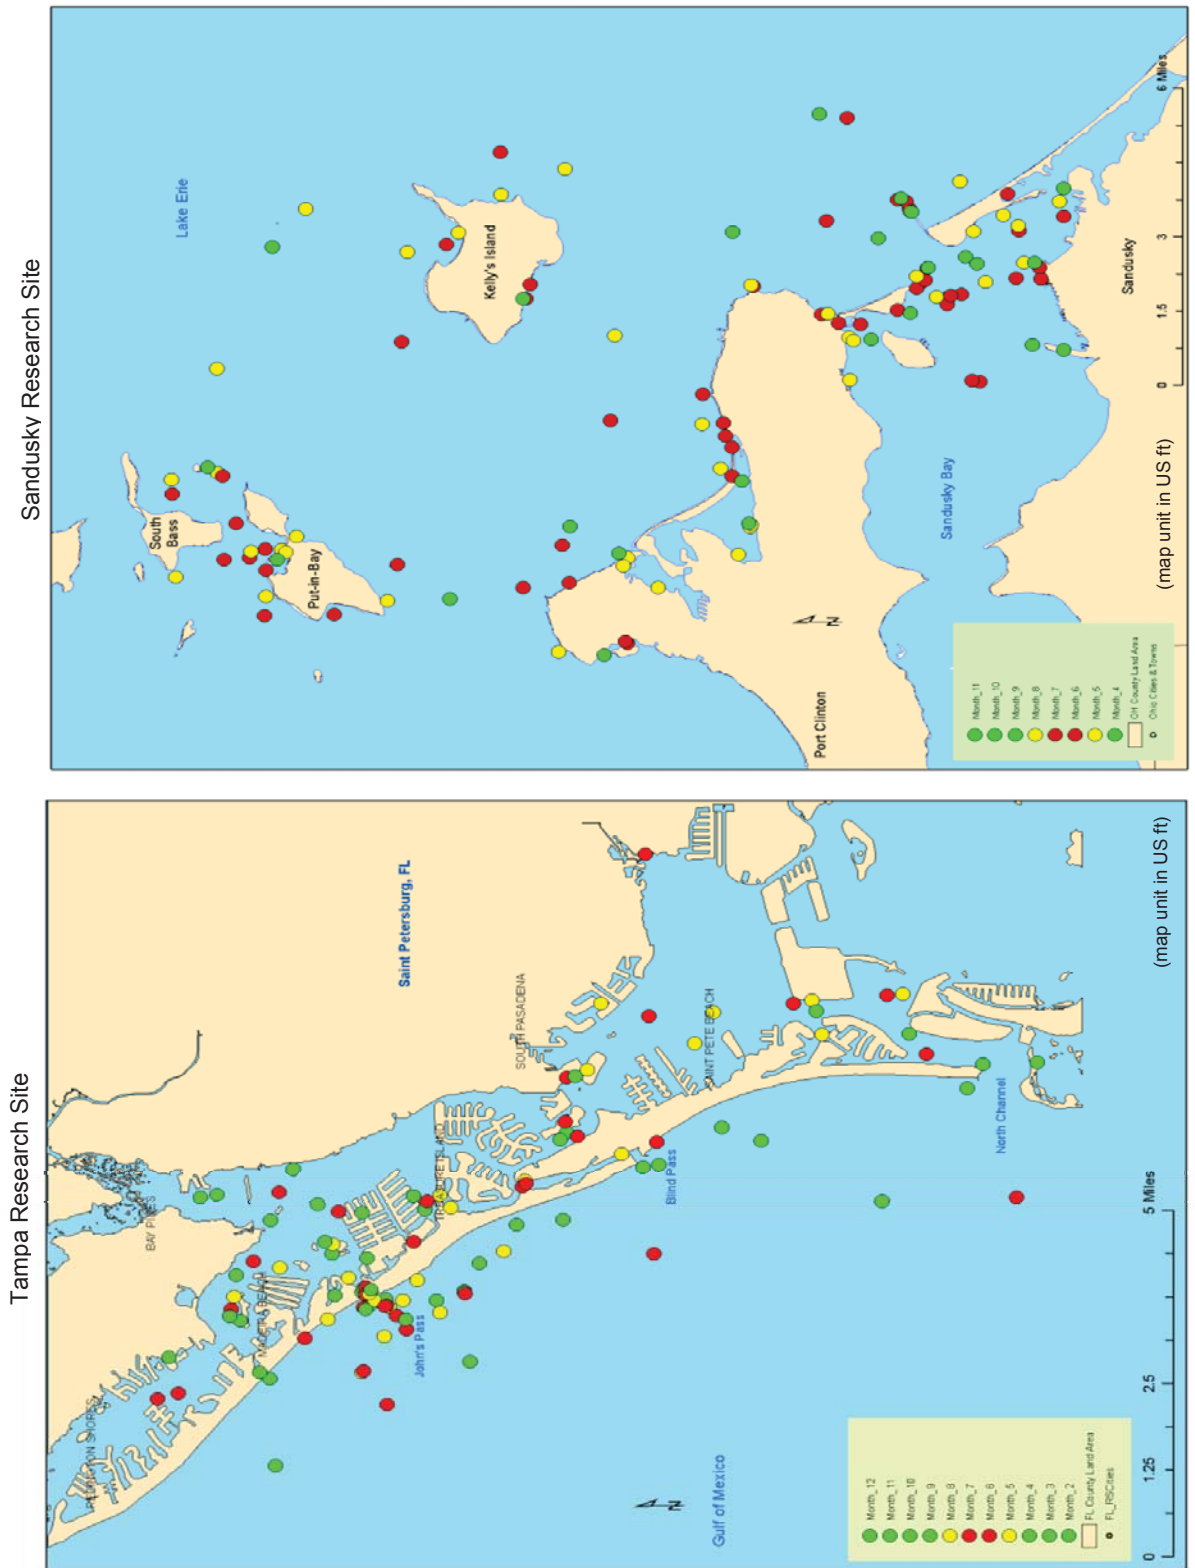 Tampa Research Site
REDINGTON SHORES
BAY PINES
MADEIRA BEACH
John's Pass
TREASURE ISLAND
SOUTH PASADENA
Saint Petersburg, FL
SAINT PETE BEACH
Blind Pass
North Channel
Gulf of Mexico
N
Month_12
Month_11
Month_10
Month_9
Month_8
Month_7
Month_6
Month_5
Month_4
Month_3
Month_2
FL County Land Area
FL_RSCities
0 1.25 2.5 5 Miles
(map unit in US ft)
Sandusky Research Site
Lake Erie
South
Bass
Put-in-Bay
Kelly's Island
Port Clinton
Sandusky Bay
Sandusky
N
Month_11
Month_10
Month_9
Month_8
Month_7
Month_6
Month_5
Month_4
OH County Land Area
Ohio Cities & Towns
0 1.5 3 6 Miles
(map unit in US ft)